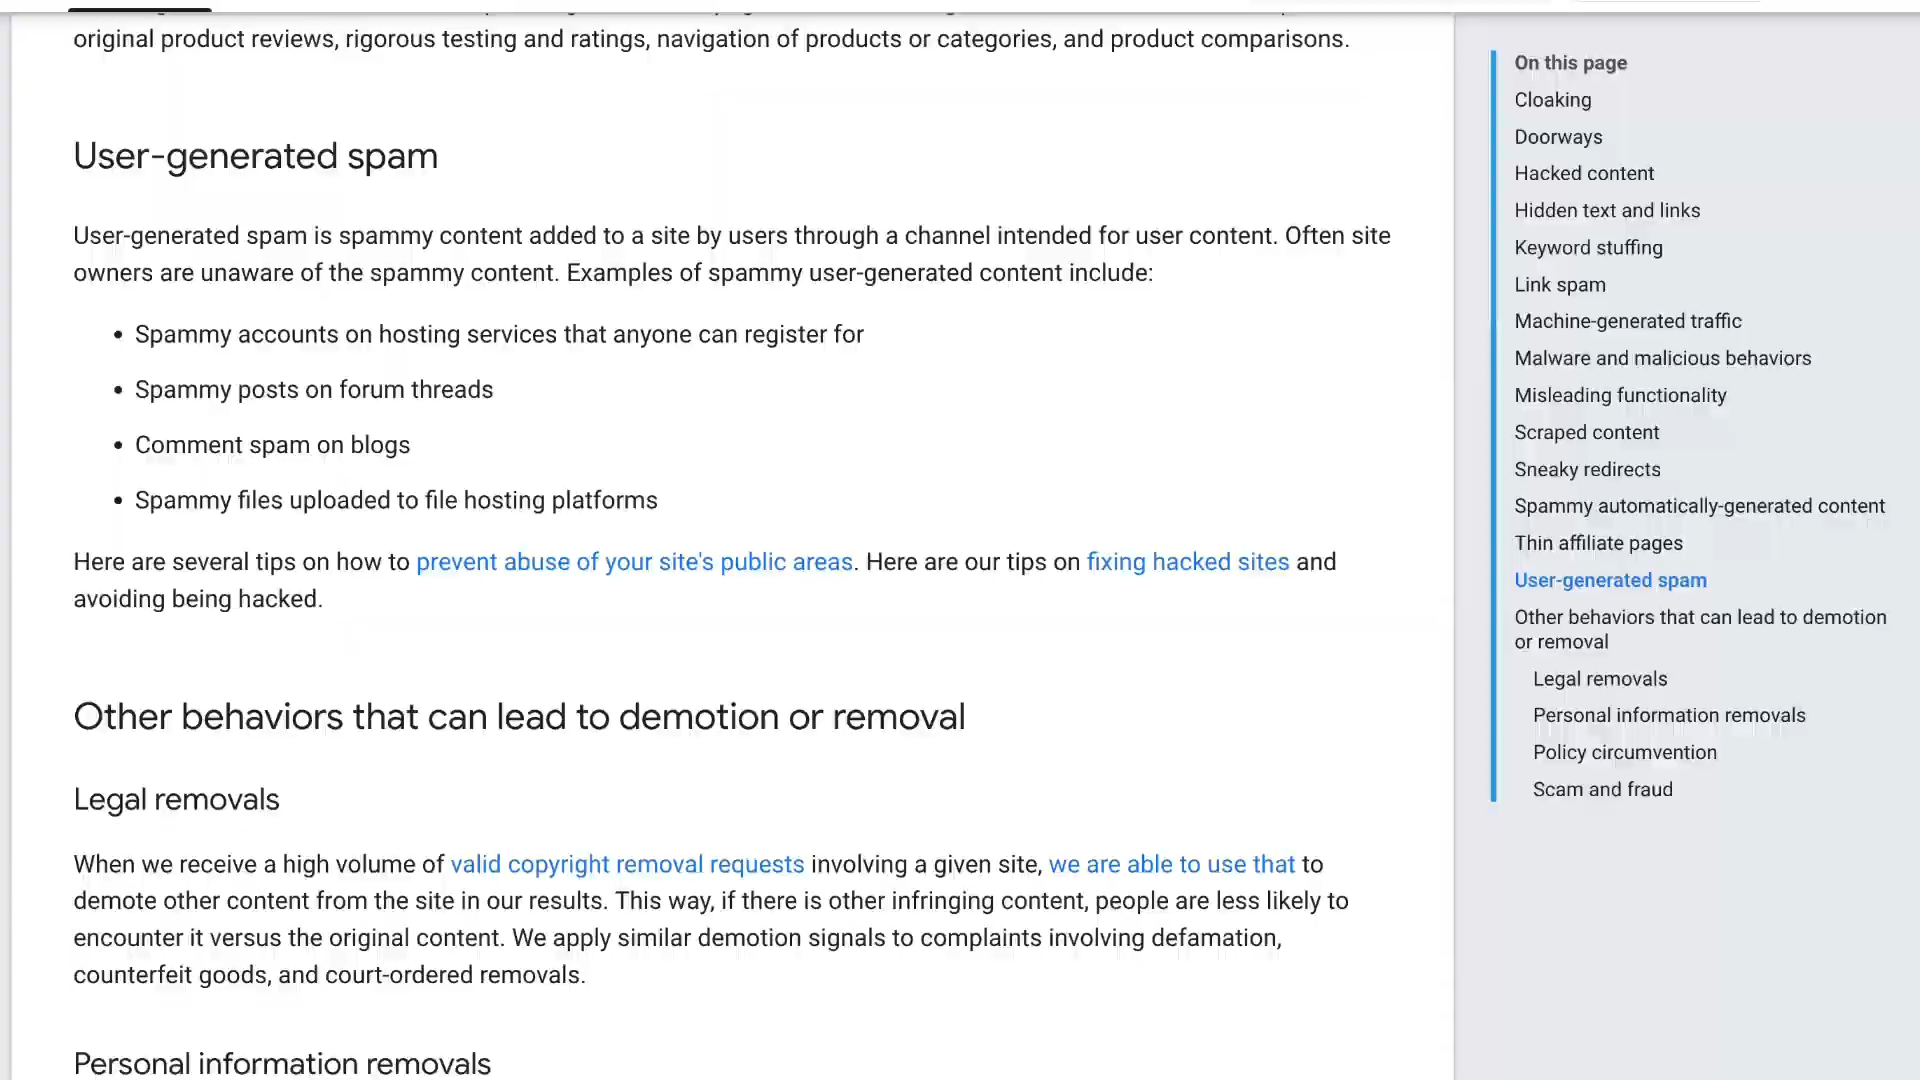 original product reviews, rigorous testing and ratings, navigation of products or categories, and product comparisons.
User-generated spam
User-generated spam is spammy content added to a site by users through a channel intended for user content. Often site
owners are unaware of the spammy content. Examples of spammy user-generated content include:
• Spammy accounts on hosting services that anyone can register for
• Spammy posts on forum threads
• Comment spam on blogs
• Spammy files uploaded to file hosting platforms
Here are several tips on how to prevent abuse of your site's public areas. Here are our tips on fixing hacked sites and
avoiding being hacked.
Other behaviors that can lead to demotion or removal
Legal removals
When we receive a high volume of valid copyright removal requests involving a given site, we are able to use that to
demote other content from the site in our results. This way, if there is other infringing content, people are less likely to
encounter it versus the original content. We apply similar demotion signals to complaints involving defamation,
counterfeit goods, and court-ordered removals.
Personal information removals
On this page
Cloaking
Doorways
Hacked content
Hidden text and links
Keyword stuffing
Link spam
Machine-generated traffic
Malware and malicious behaviors
Misleading functionality
Scraped content
Sneaky redirects
Spammy automatically-generated content
Thin affiliate pages
User-generated spam
Other behaviors that can lead to demotion
or removal
Legal removals
Personal information removals
Policy circumvention
Scam and fraud